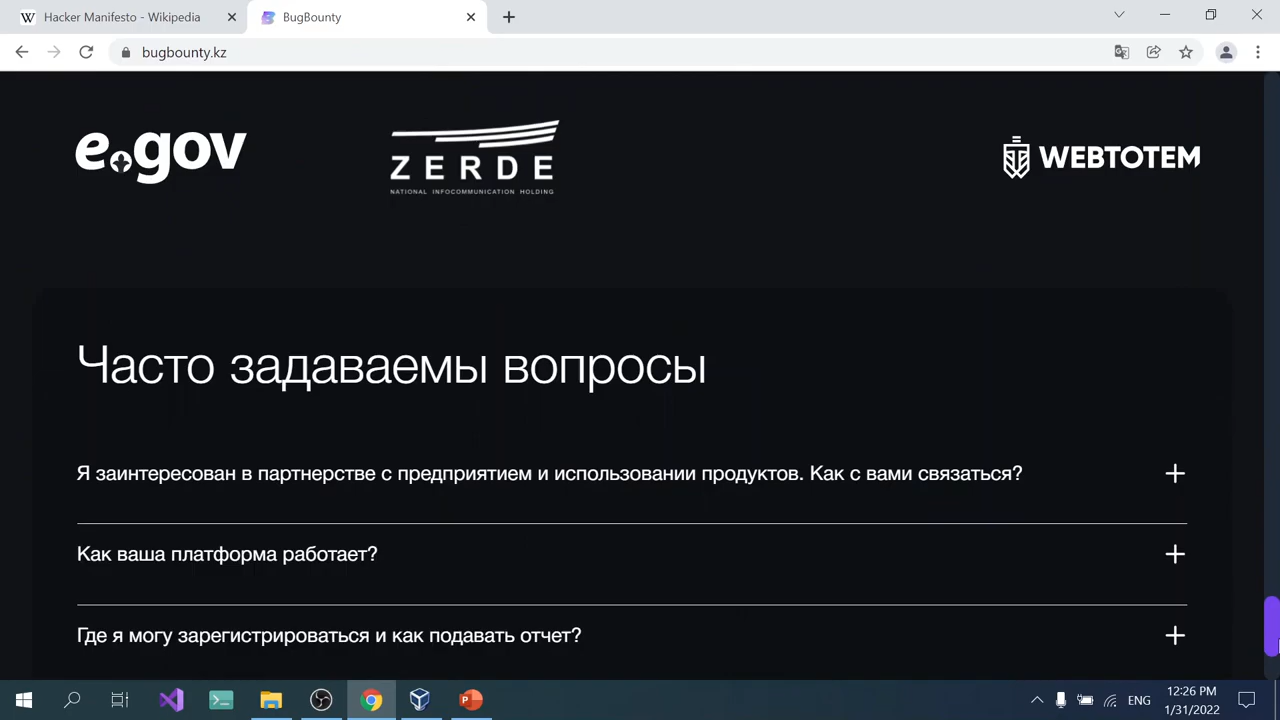 Hacker Manifesto - Wikipedia
BugBounty
bugbounty.kz
e.gov
ZERDE
NATIONAL INFOCOMMUNICATION HOLDING
WEBTOTEM
Часто задаваемы вопросы
Я заинтересован в партнерстве с предприятием и использовании продуктов. Как с вами связаться?
Как ваша платформа работает?
Где я могу зарегистрироваться и как подавать отчет?
ENG
12:26 PM
1/31/2022